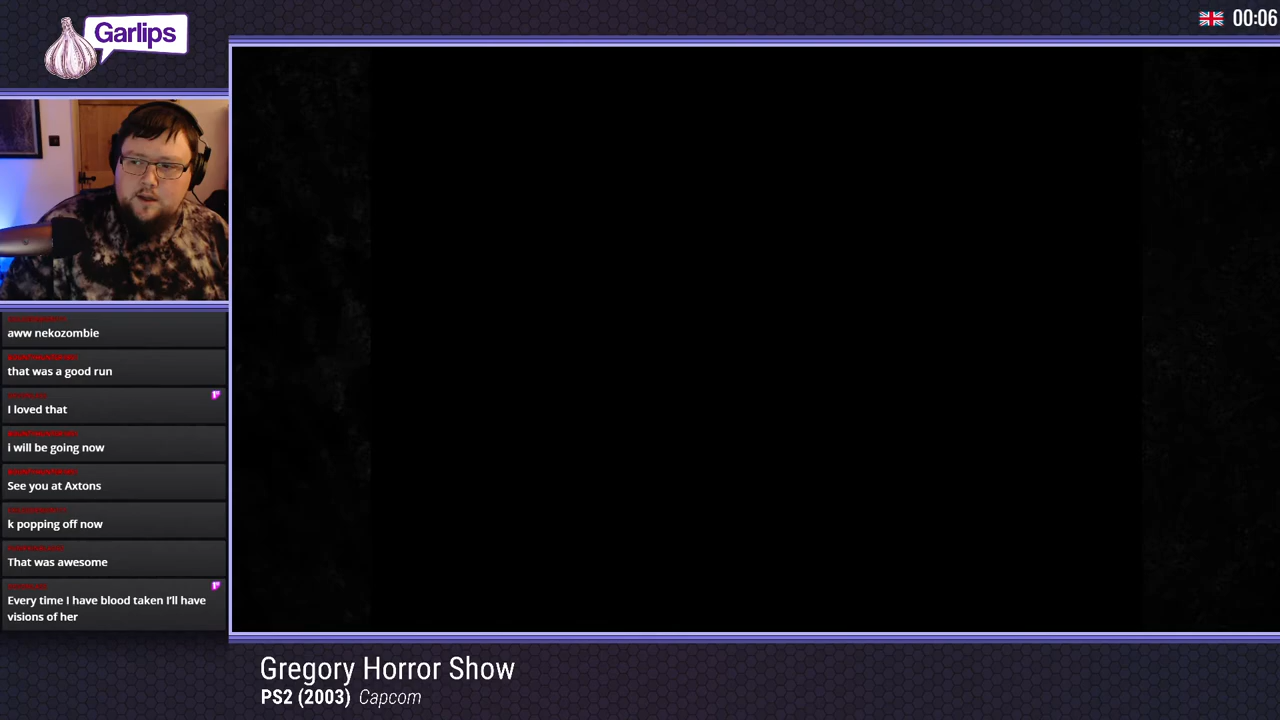 Garlips
00:06
aww nekozombie
that was a good run
I loved that
i will be going now
See you at Axtons
k popping off now
That was awesome
Every time I have blood taken I'll have
visions of her
Gregory Horror Show
PS2 (2003) Capcom